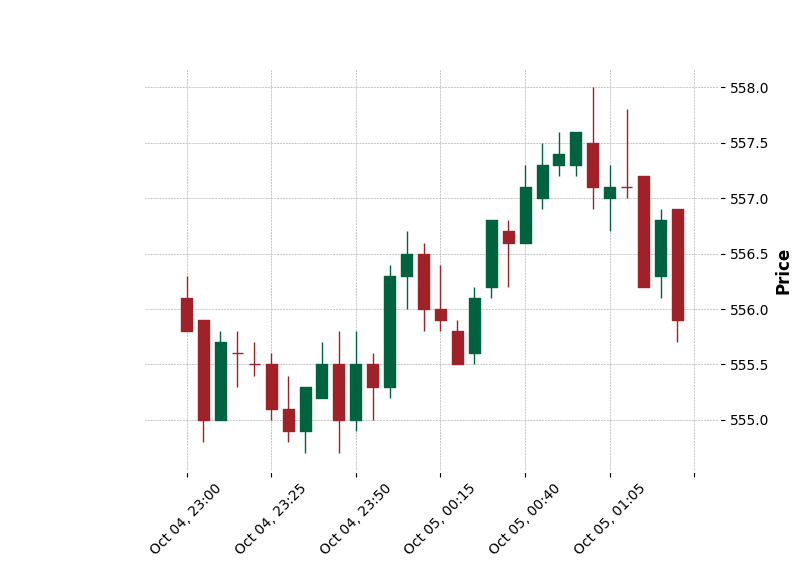 558.0
557.5
557.0
556.5
556.0
555.5
555.0
Price
Oct 04, 23:00
Oct 04, 23:25
Oct 04, 23:50
Oct 05, 00:15
Oct 05, 00:40
Oct 05, 01:05